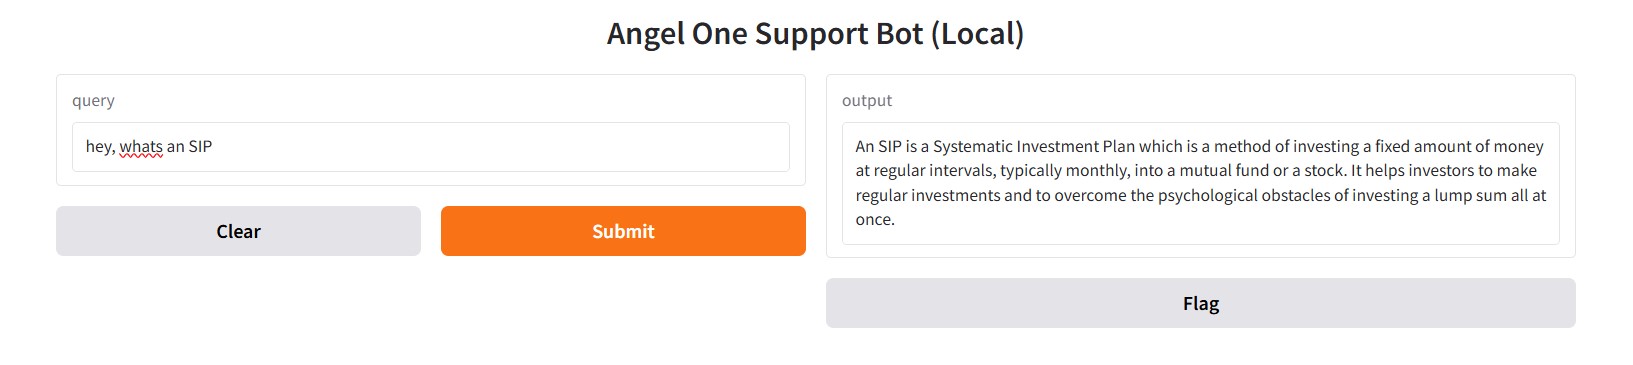 Angel One Support Bot (Local)
query
hey, whats an SIP
Clear
Submit
output
An SIP is a Systematic Investment Plan which is a method of investing a fixed amount of money
at regular intervals, typically monthly, into a mutual fund or a stock. It helps investors to make
regular investments and to overcome the psychological obstacles of investing a lump sum all at
once.
Flag